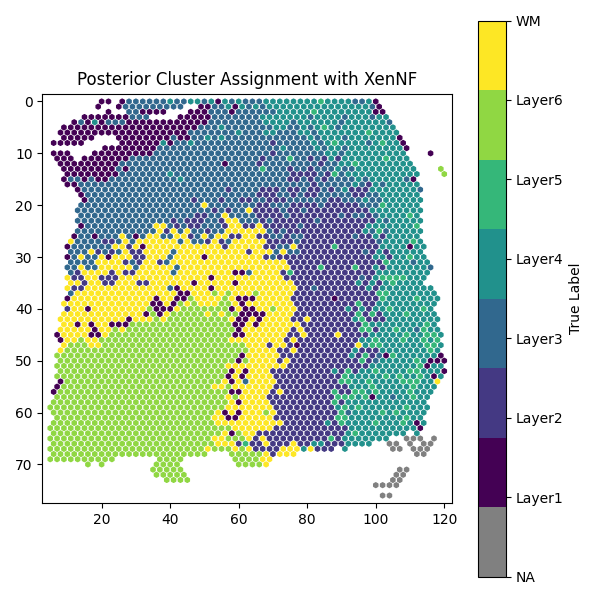 Posterior Cluster Assignment with XenNF
0
10
20
30
40
50
60
70
20
40
60
80
100
120
WM
Layer6
Layer5
Layer4
Layer3
Layer2
Layer1
NA
True Label